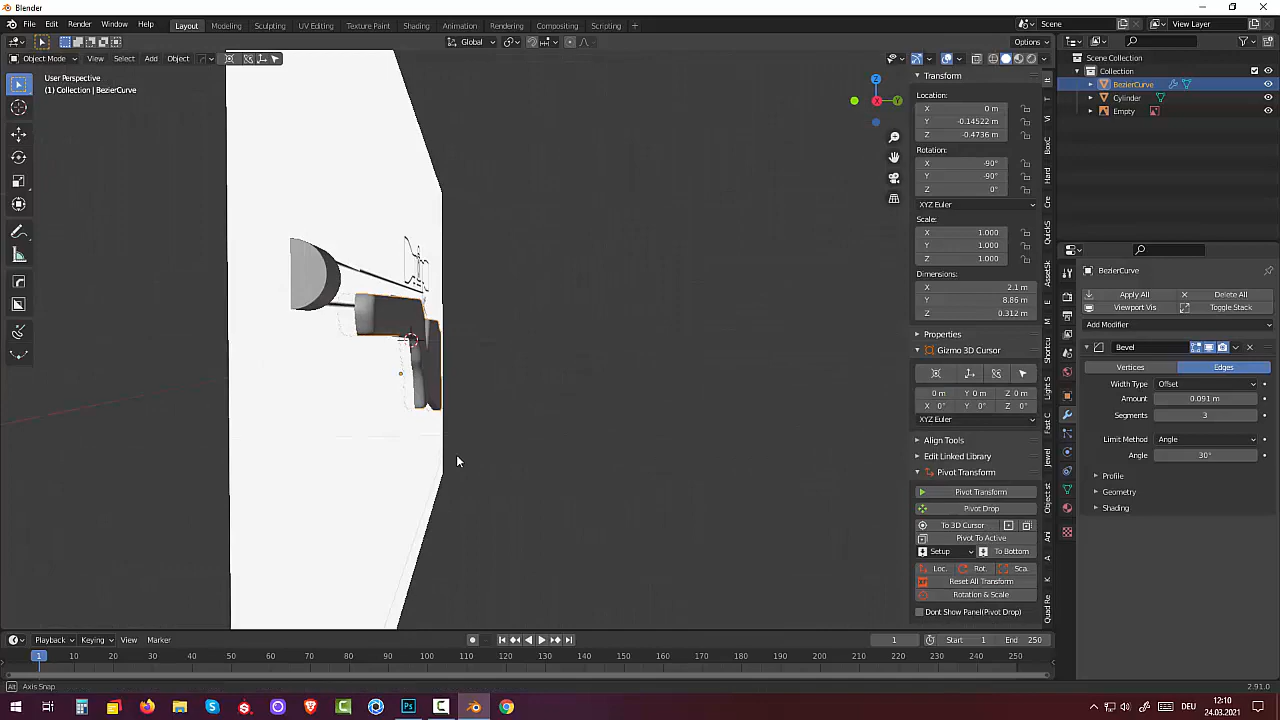 Blender
File Edit Render Window Help Layout Modeling Sculpting UV Editing Texture Paint Shading Animation Rendering Compositing Scripting + Scene View Layer
Global Options
Object Mode View Select Add Object
User Perspective
(1) Collection | BezierCurve
Scene Collection
Collection
BezierCurve
Cylinder
Empty
Transform
Location:
X 0 m
Y -0.14522 m
Z -0.4736 m
Rotation:
X -90°
Y -90°
Z 0°
XYZ Euler
Scale:
X 1.000
Y 1.000
Z 1.000
Dimensions:
X 2.1 m
Y 8.86 m
Z 0.312 m
Properties
Gizmo 3D Cursor
0 m Y 0 m Z 0 m
X 0° Y 0° Z 0°
XYZ Euler
Align Tools
Edit Linked Library
Pivot Transform
Pivot Transform
Pivot Drop
To 3D Cursor
Pivot To Active
Setup To Bottom
Loc. Rot. Sca.
Reset All Transform
Rotation & Scale
Dont Show Panel(Pivot Drop)
BezierCurve
Apply All Delete All
Viewport Vis Toggle Stack
Add Modifier
Bevel
Vertices Edges
Width Type Offset
Amount 0.091 m
Segments 3
Limit Method Angle
Angle 30°
Profile
Geometry
Shading
Playback Keying View Marker 1 Start 1 End 250
1 10 20 30 40 50 60 70 80 90 100 110 120 130 140 150 160 170 180 190 200 210 220 230 240 250
Axis Snap 2.91.0
DEU 12:10
24.03.2021